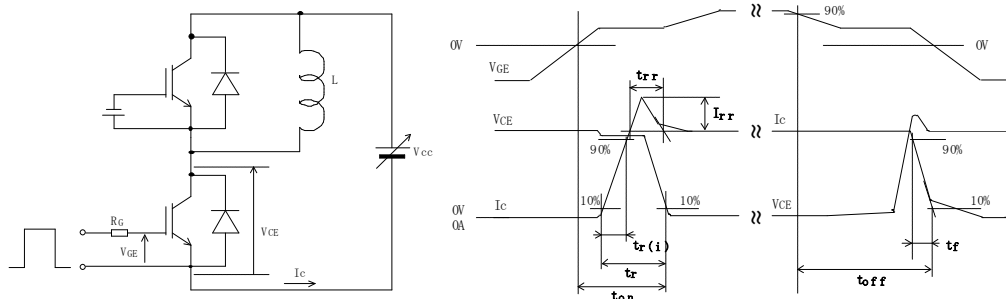 L
Vcc
RG
VGE
VCE
Ic
0V
VGE
trr
Irr
VCE
90%
0V
0A
Ic
10%
10%
tr(i)
tr
ton
90%
0V
Ic
90%
VCE
10%
tf
toff